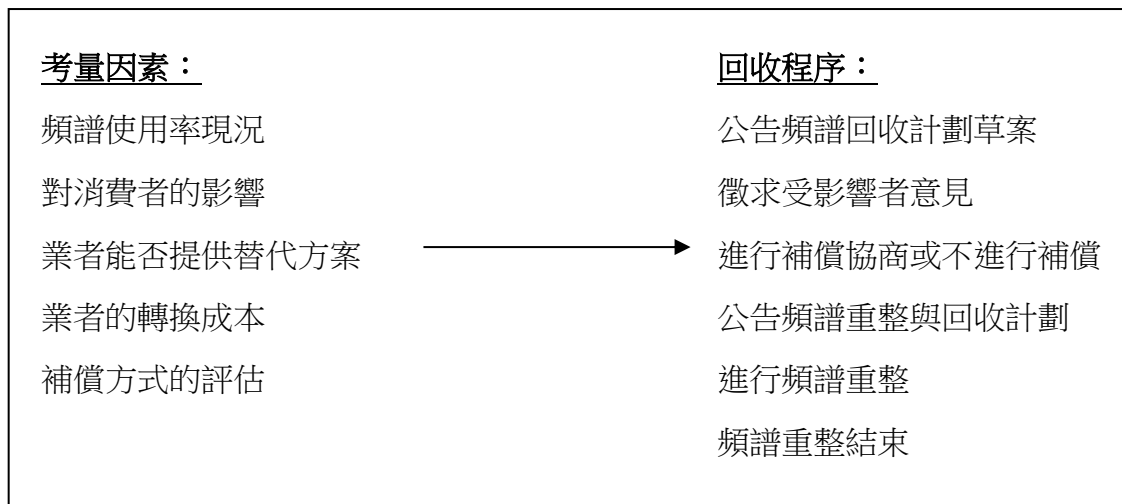 考量因素：
頻譜使用率現況
對消費者的影響
業者能否提供替代方案
業者的轉換成本
補償方式的評估
回收程序：
公告頻譜回收計劃草案
徵求受影響者意見
進行補償協商或不進行補償
公告頻譜重整與回收計劃
進行頻譜重整
頻譜重整結束